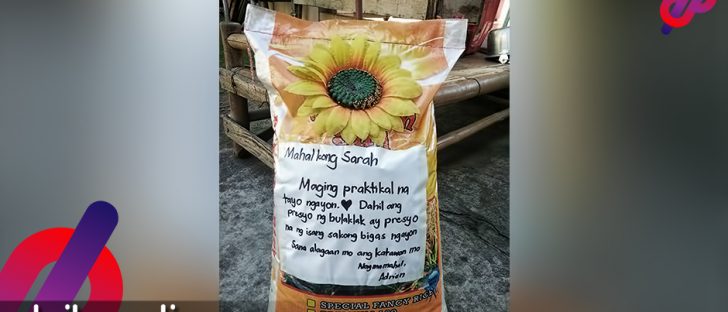 Mahal kong Sarah
Maging praktikal na
tayo ngayon.♥ Dahil ang
presyo ng bulaklak ay presyo
na ng isang sakong bigas ngayon
Sana alagaan mo ang katawan mo
Nagmamahal,
Adrian
SPECIAL FANCY RICE